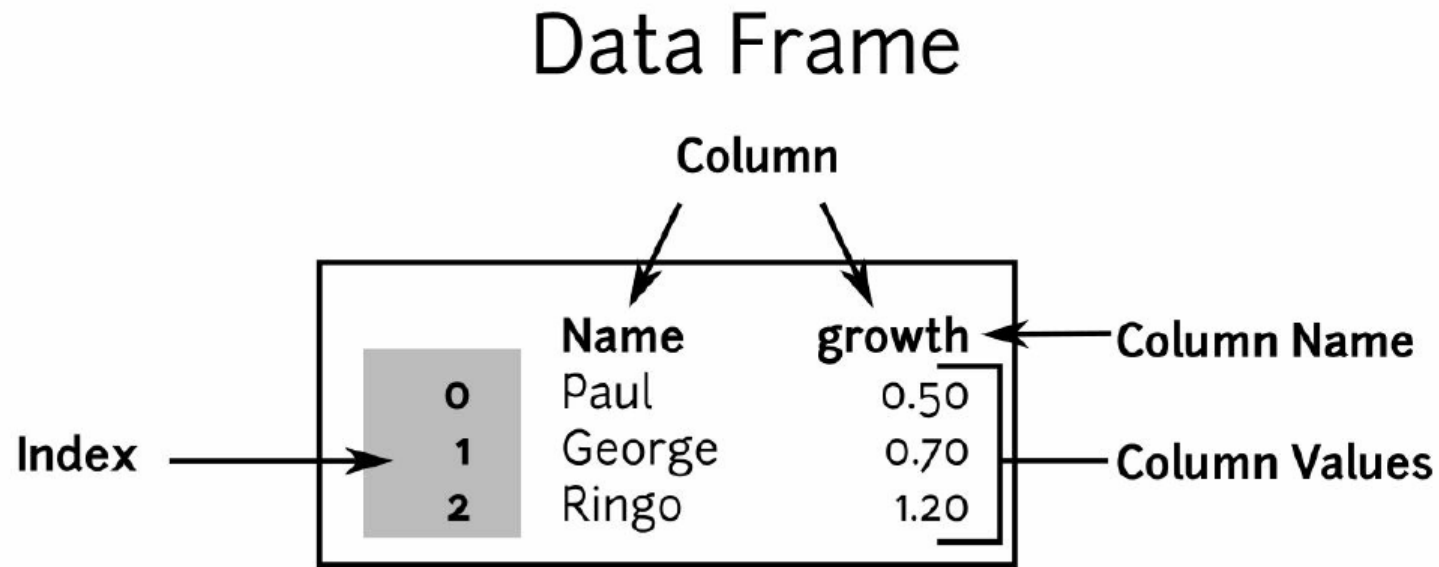 Data Frame
Column
Name growth Column Name
0 Paul 0.50
Index 1 George 0.70 Column Values
2 Ringo 1.20